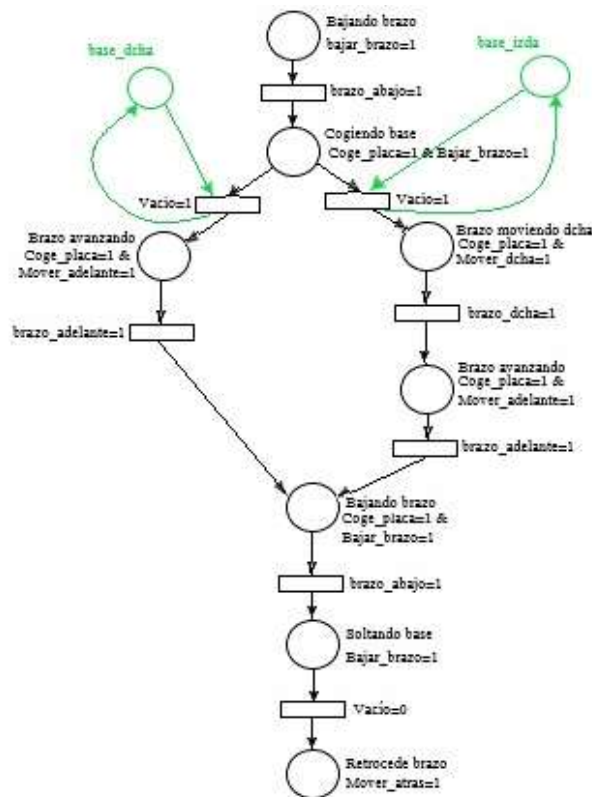 Bajando brazo
bajar_brazo=1
base_dcha
base_izda
brazo_abajo=1
Cogiendo base
Coge_placa=1 & Bajar_brazo=1
Vacio=1
Vacio=1
Brazo avanzando
Coge_placa=1 &
Mover_adelante=1
Brazo moviendo dcha
Coge_placa=1 &
Mover_dcha=1
brazo_adelante=1
brazo_dcha=1
Brazo avanzando
Coge_placa=1 &
Mover_adelante=1
brazo_adelante=1
Bajando brazo
Coge_placa=1 &
Bajar_brazo=1
brazo_abajo=1
Soltando base
Bajar_brazo=1
Vacío=0
Retrocede brazo
Mover_atras=1